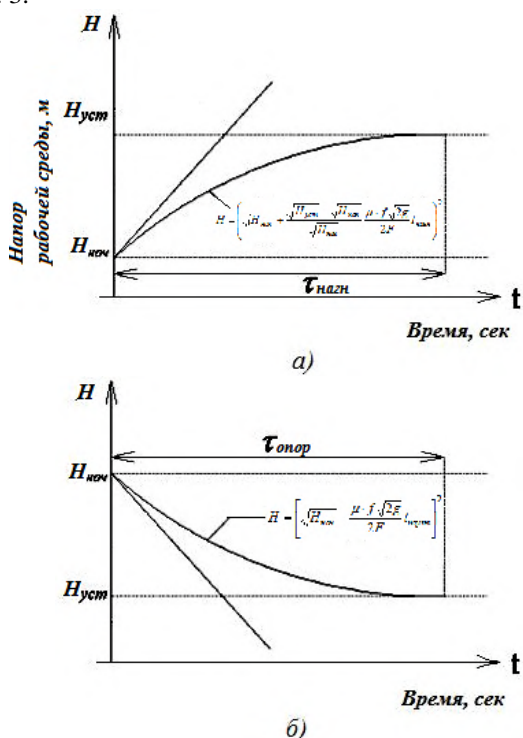 H
Hуст
Напор
рабочей среды, м
Hнач
τнагн
t
Время, сек
а)
H
τопор
Hнач
Hуст
t
Время, сек
б)